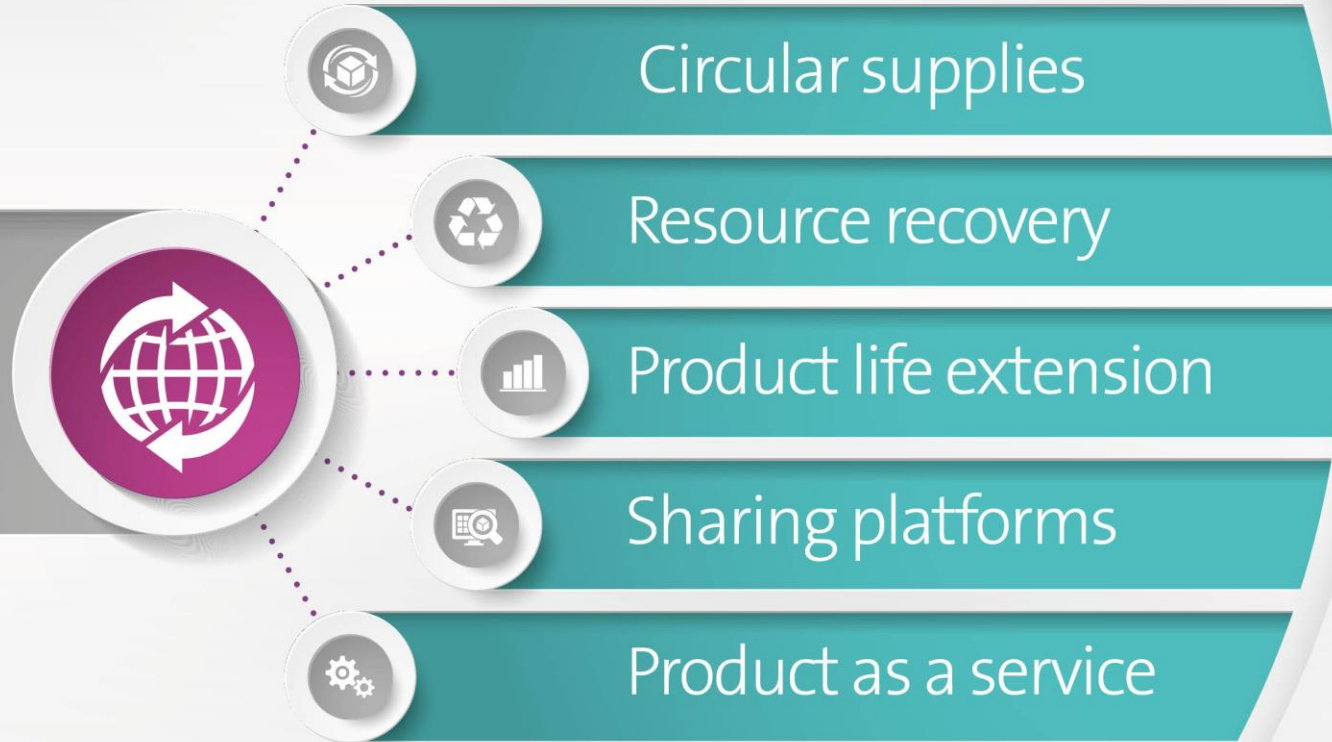 Circular supplies
Resource recovery
Product life extension
Sharing platforms
Product as a service